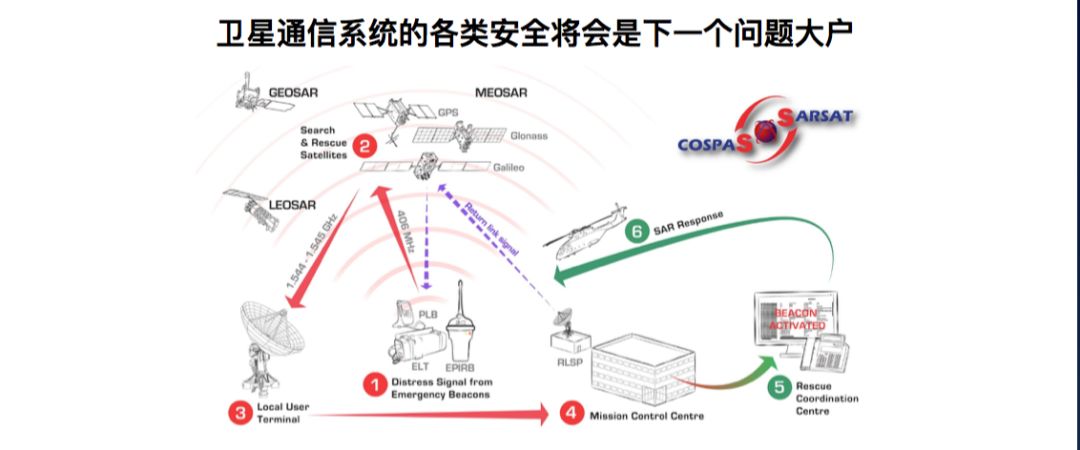 卫星通信系统的各类安全将会是下一个问题大户
GEOSAR
MEOSAR
GPS
Glonass
Galileo
Search
& Rescue
Satellites
2
COSPAS SARSAT
LEOSAR
1.544 - 1.545 GHz
406 MHz
Return link signal
6
SAR Response
PLB
ELT
EPIRB
RLSP
BEACON
ACTIVATED
1
Distress Signal from
Emergency Beacons
3
Local User
Terminal
4
Mission Control Centre
5
Rescue
Coordination
Centre